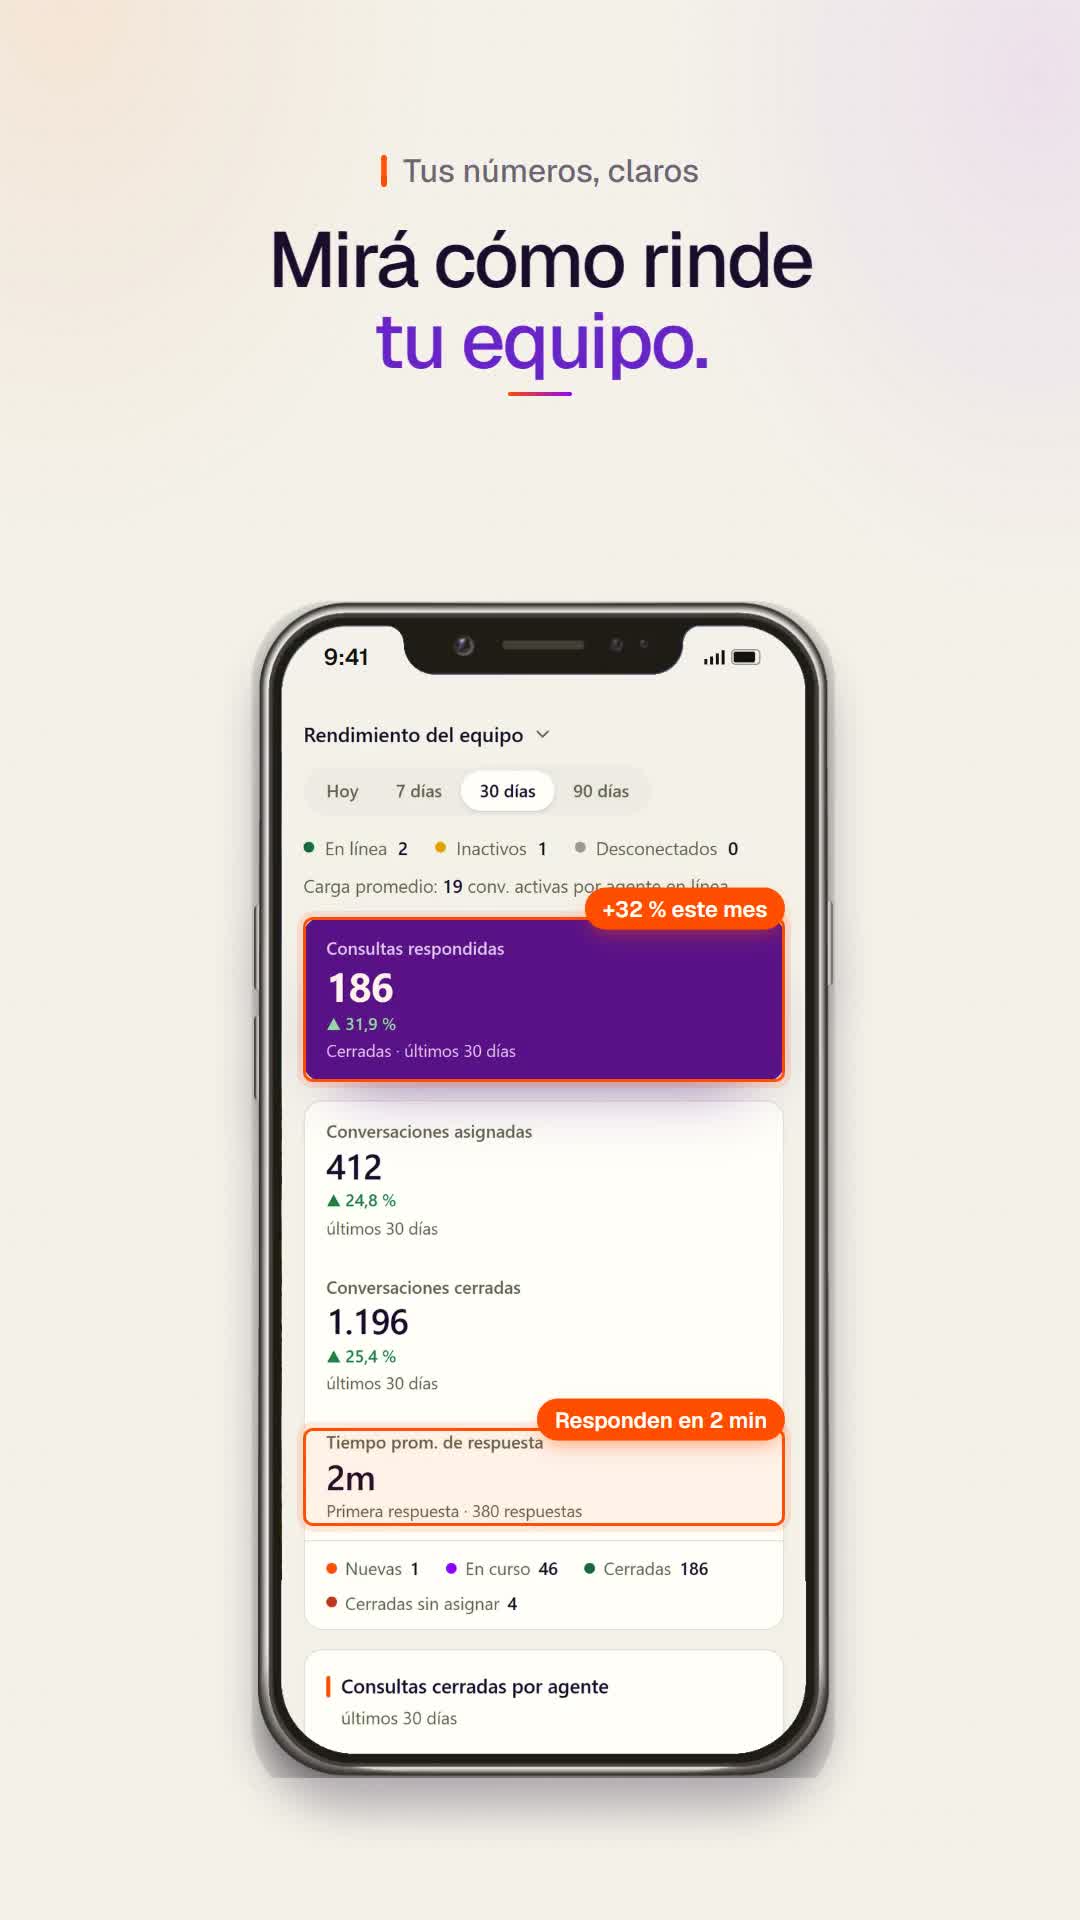 Tus números, claros
Mirá cómo rinde
tu equipo.
9:41
Rendimiento del equipo
Hoy 7 días 30 días 90 días
En línea 2 Inactivos 1 Desconectados 0
Carga promedio: 19 conv. activas por agente en línea
+32 % este mes
Consultas respondidas
186
▲ 31,9 %
Cerradas · últimos 30 días
Conversaciones asignadas
412
▲ 24,8 %
últimos 30 días
Conversaciones cerradas
1.196
▲ 25,4 %
últimos 30 días
Responden en 2 min
Tiempo prom. de respuesta
2m
Primera respuesta · 380 respuestas
Nuevas 1 En curso 46 Cerradas 186
Cerradas sin asignar 4
Consultas cerradas por agente
últimos 30 días